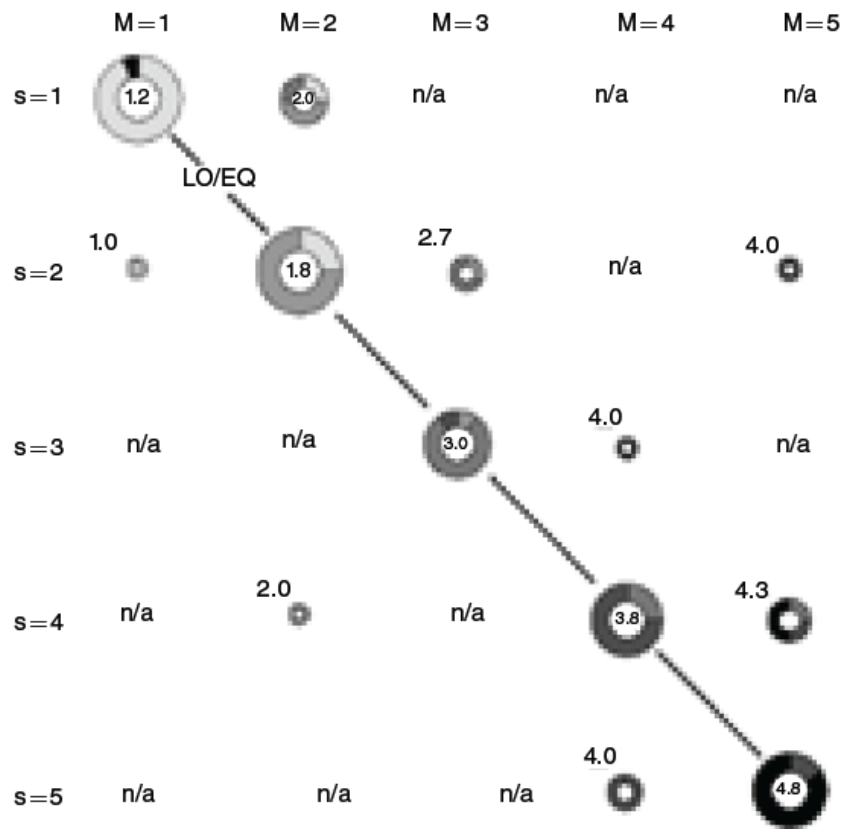 M=1 M=2 M=3 M=4 M=5
s=1 1.2 2.0 n/a n/a n/a
LO/EQ
1.0 2.7 4.0
s=2 1.8 n/a
4.0
s=3 n/a n/a 3.0 n/a
2.0 4.3
s=4 n/a n/a 3.8
4.0
s=5 n/a n/a n/a 4.8